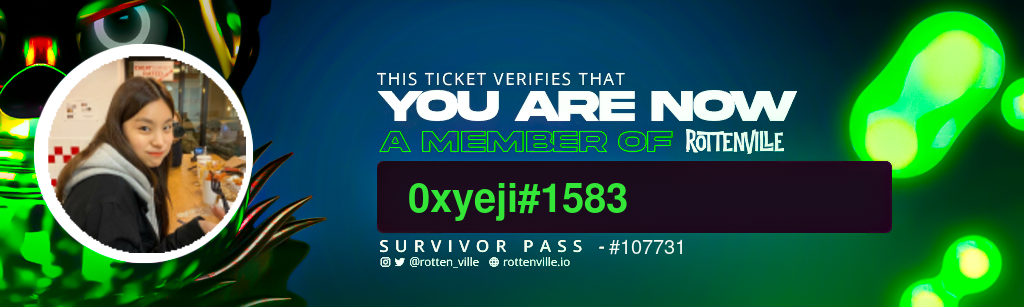 THIS TICKET VERIFIES THAT
YOU ARE NOW
A MEMBER OF ROTTENVILLE
0xyeji#1583
SURVIVOR PASS - #107731
@rotten_ville rottenville.io